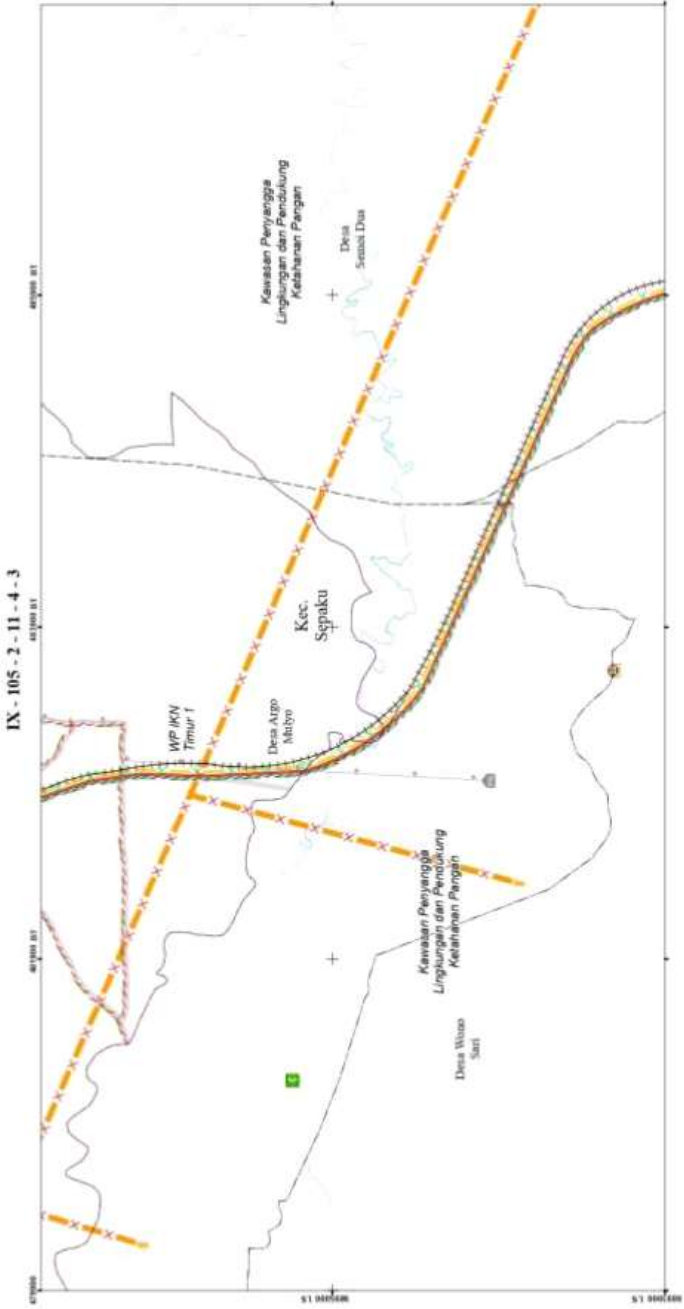 IX - 105 - 2 - 11 - 4 - 3
Kawasan Penyangga
Lingkungan dan Pendukung
Ketahanan Pangan
Desa
Semoi Dua
Kec.
Sepaku
WP IKN
Timur 1
Desa Argo
Mulyo
Kawasan Penyangga
Lingkungan dan Pendukung
Ketahanan Pangan
Desa Wono
Sari